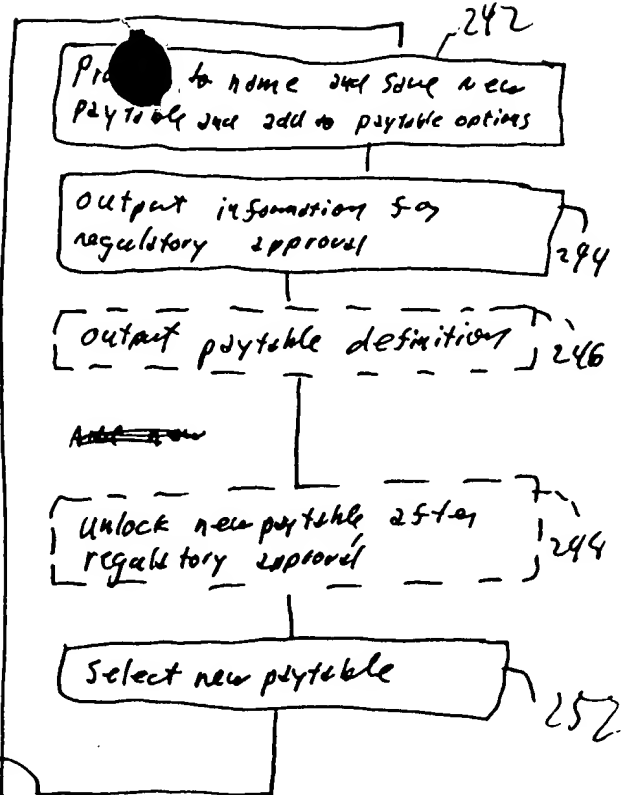 242
to name and save new
paytable and add to paytable options
output information for
regulatory approval
244
output paytable definition
246
unlock new paytable after
regulatory approval
248
Select new paytable
252